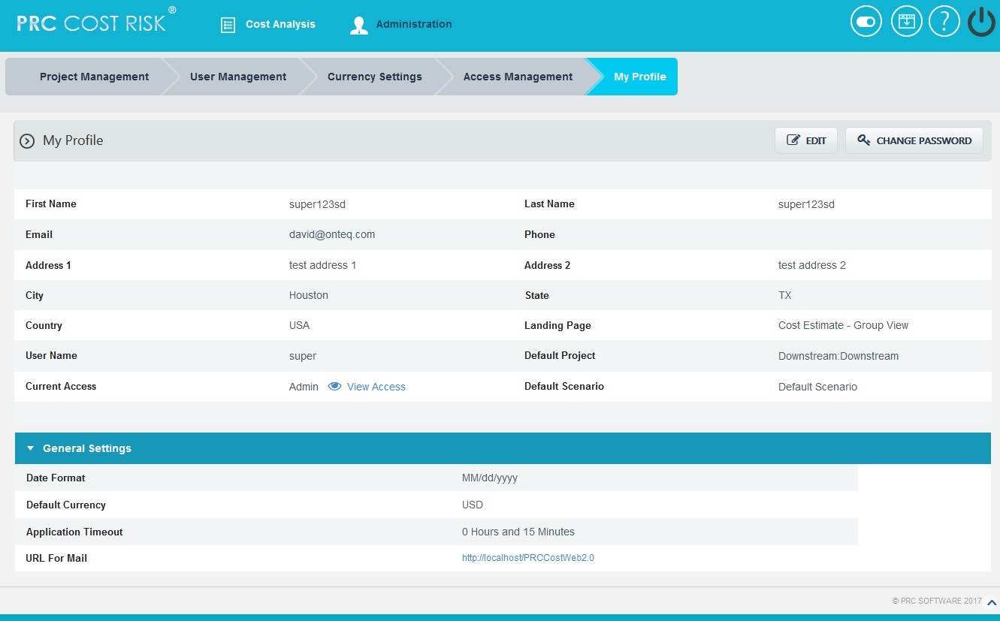 PRC COST RISK®
Cost Analysis
Administration
?
Project Management
User Management
Currency Settings
Access Management
My Profile
My Profile
EDIT
CHANGE PASSWORD
First Name super123sd Last Name super123sd
Email david@onteq.com Phone
Address 1 test address 1 Address 2 test address 2
City Houston State TX
Country USA Landing Page Cost Estimate - Group View
User Name super Default Project Downstream:Downstream
Current Access Admin View Access Default Scenario Default Scenario
General Settings
Date Format MM/dd/yyyy
Default Currency USD
Application Timeout 0 Hours and 15 Minutes
URL For Mail http://localhost/PRCCostWeb2.0
© PRC SOFTWARE 2017